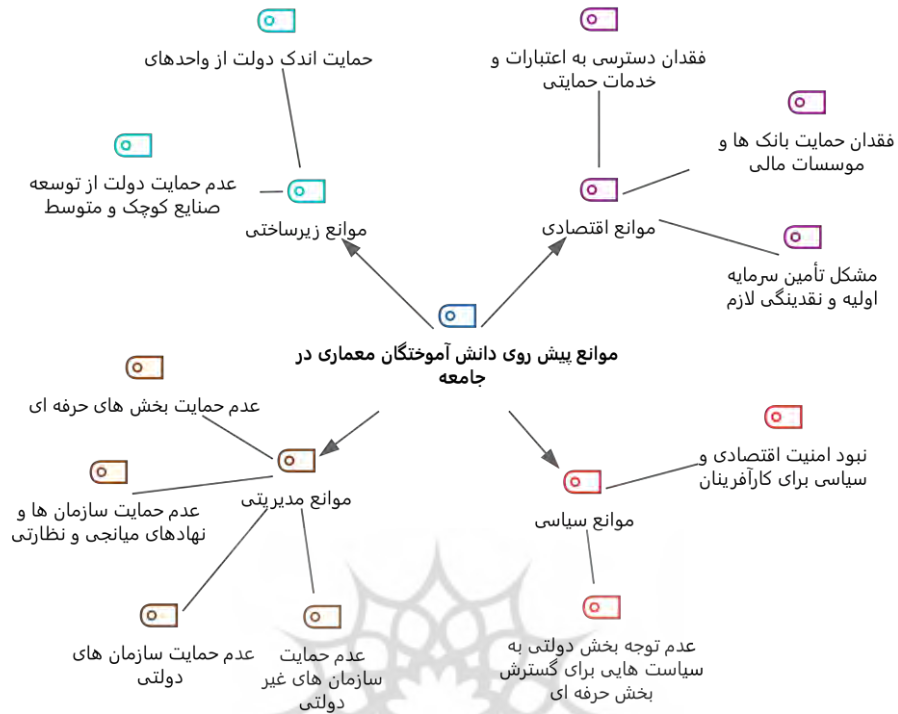 حمایت اندک دولت از واحدهای
فقدان دسترسی به اعتبارات و
خدمات حمایتی
فقدان حمایت بانک ها و
موسسات مالی
عدم حمایت دولت از توسعه
صنایع کوچک و متوسط
موانع زیرساختی
موانع اقتصادی
مشکل تأمین سرمایه
اولیه و نقدینگی لازم
موانع پیش روی دانش آموختگان معماری در
جامعه
عدم حمایت بخش های حرفه ای
نبود امنیت اقتصادی و
سیاسی برای کارآفرینان
موانع مدیریتی
موانع سیاسی
عدم حمایت سازمان ها و
نهادهای میانجی و نظارتی
عدم حمایت سازمان های
دولتی
عدم حمایت
سازمان های غیر
دولتی
عدم توجه بخش دولتی به
سیاست هایی برای گسترش
بخش حرفه ای